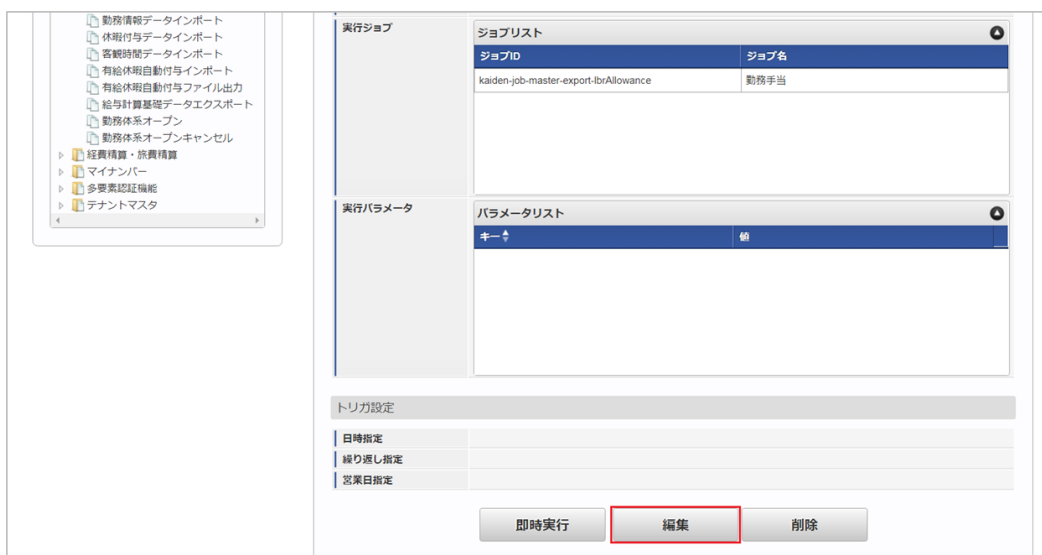 勤務情報データインポート
休暇付与データインポート
客観時間データインポート
有給休暇自動付与インポート
有給休暇自動付与ファイル出力
給与計算基礎データエクスポート
勤務体系オープン
勤務体系オープンキャンセル
経費精算・旅費精算
マイナンバー
多要素認証機能
テナントマスタ
実行ジョブ
ジョブリスト
ジョブID ジョブ名
kaiden-job-master-export-lbrAllowance 勤務手当
実行パラメータ
パラメータリスト
キー 値
トリガ設定
日時指定
繰り返し指定
営業日指定
即時実行 編集 削除